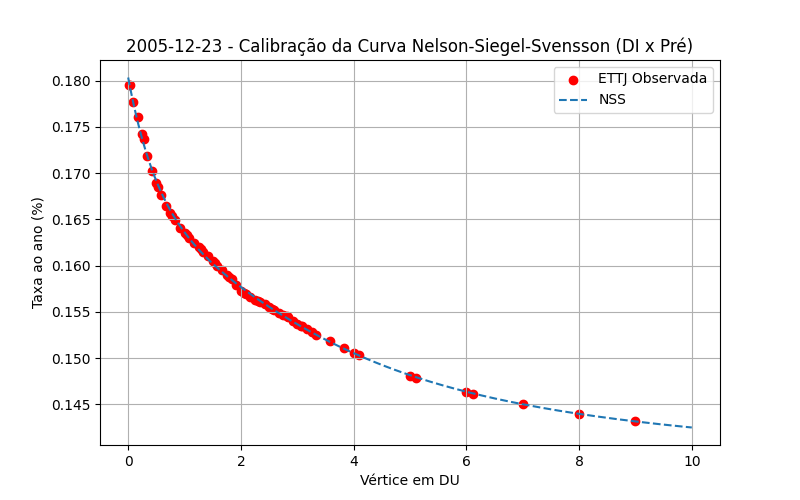 2005-12-23 - Calibração da Curva Nelson-Siegel-Svensson (DI x Pré)
ETTJ Observada
NSS
Taxa ao ano (%)
0.180
0.175
0.170
0.165
0.160
0.155
0.150
0.145
0 2 4 6 8 10
Vértice em DU